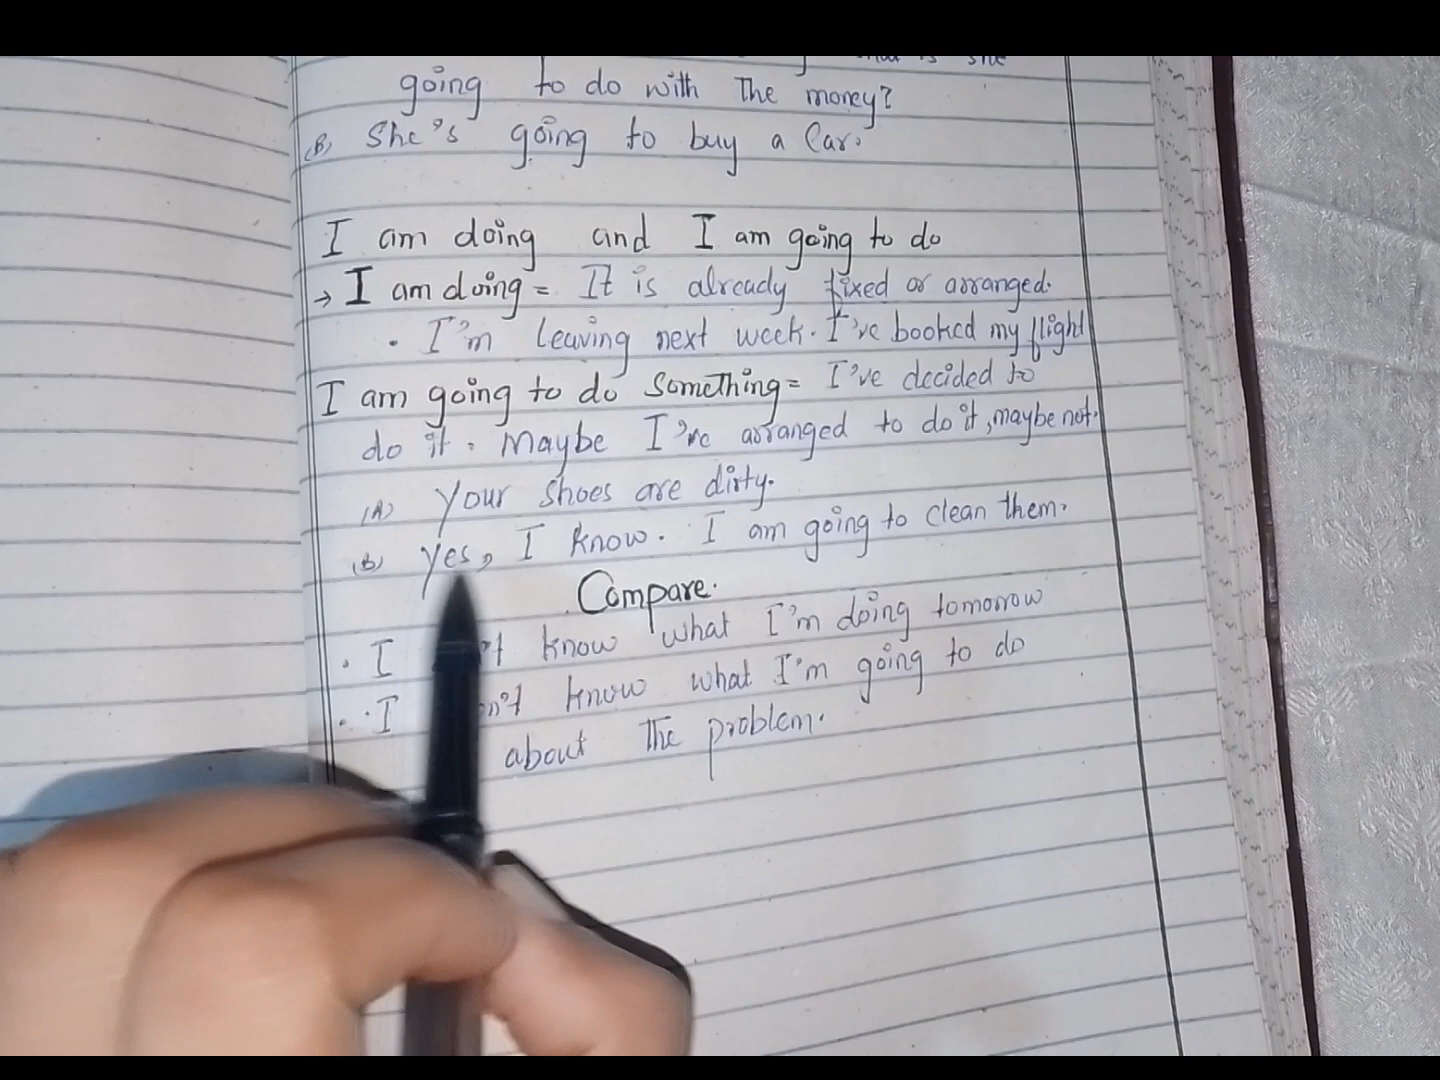 going to do with the money?
(B) She's going to buy a Car.
I am doing and I am going to do
→ I am doing = It is already fixed or arranged.
• I'm leaving next week. I've booked my flight
I am going to do something = I've decided to
do it. Maybe I've arranged to do it, maybe not.
(A) Your shoes are dirty.
(B) Yes, I know. I am going to clean them.
Compare.
• I know what I'm doing tomorrow
• I know what I'm going to do
about the problem.